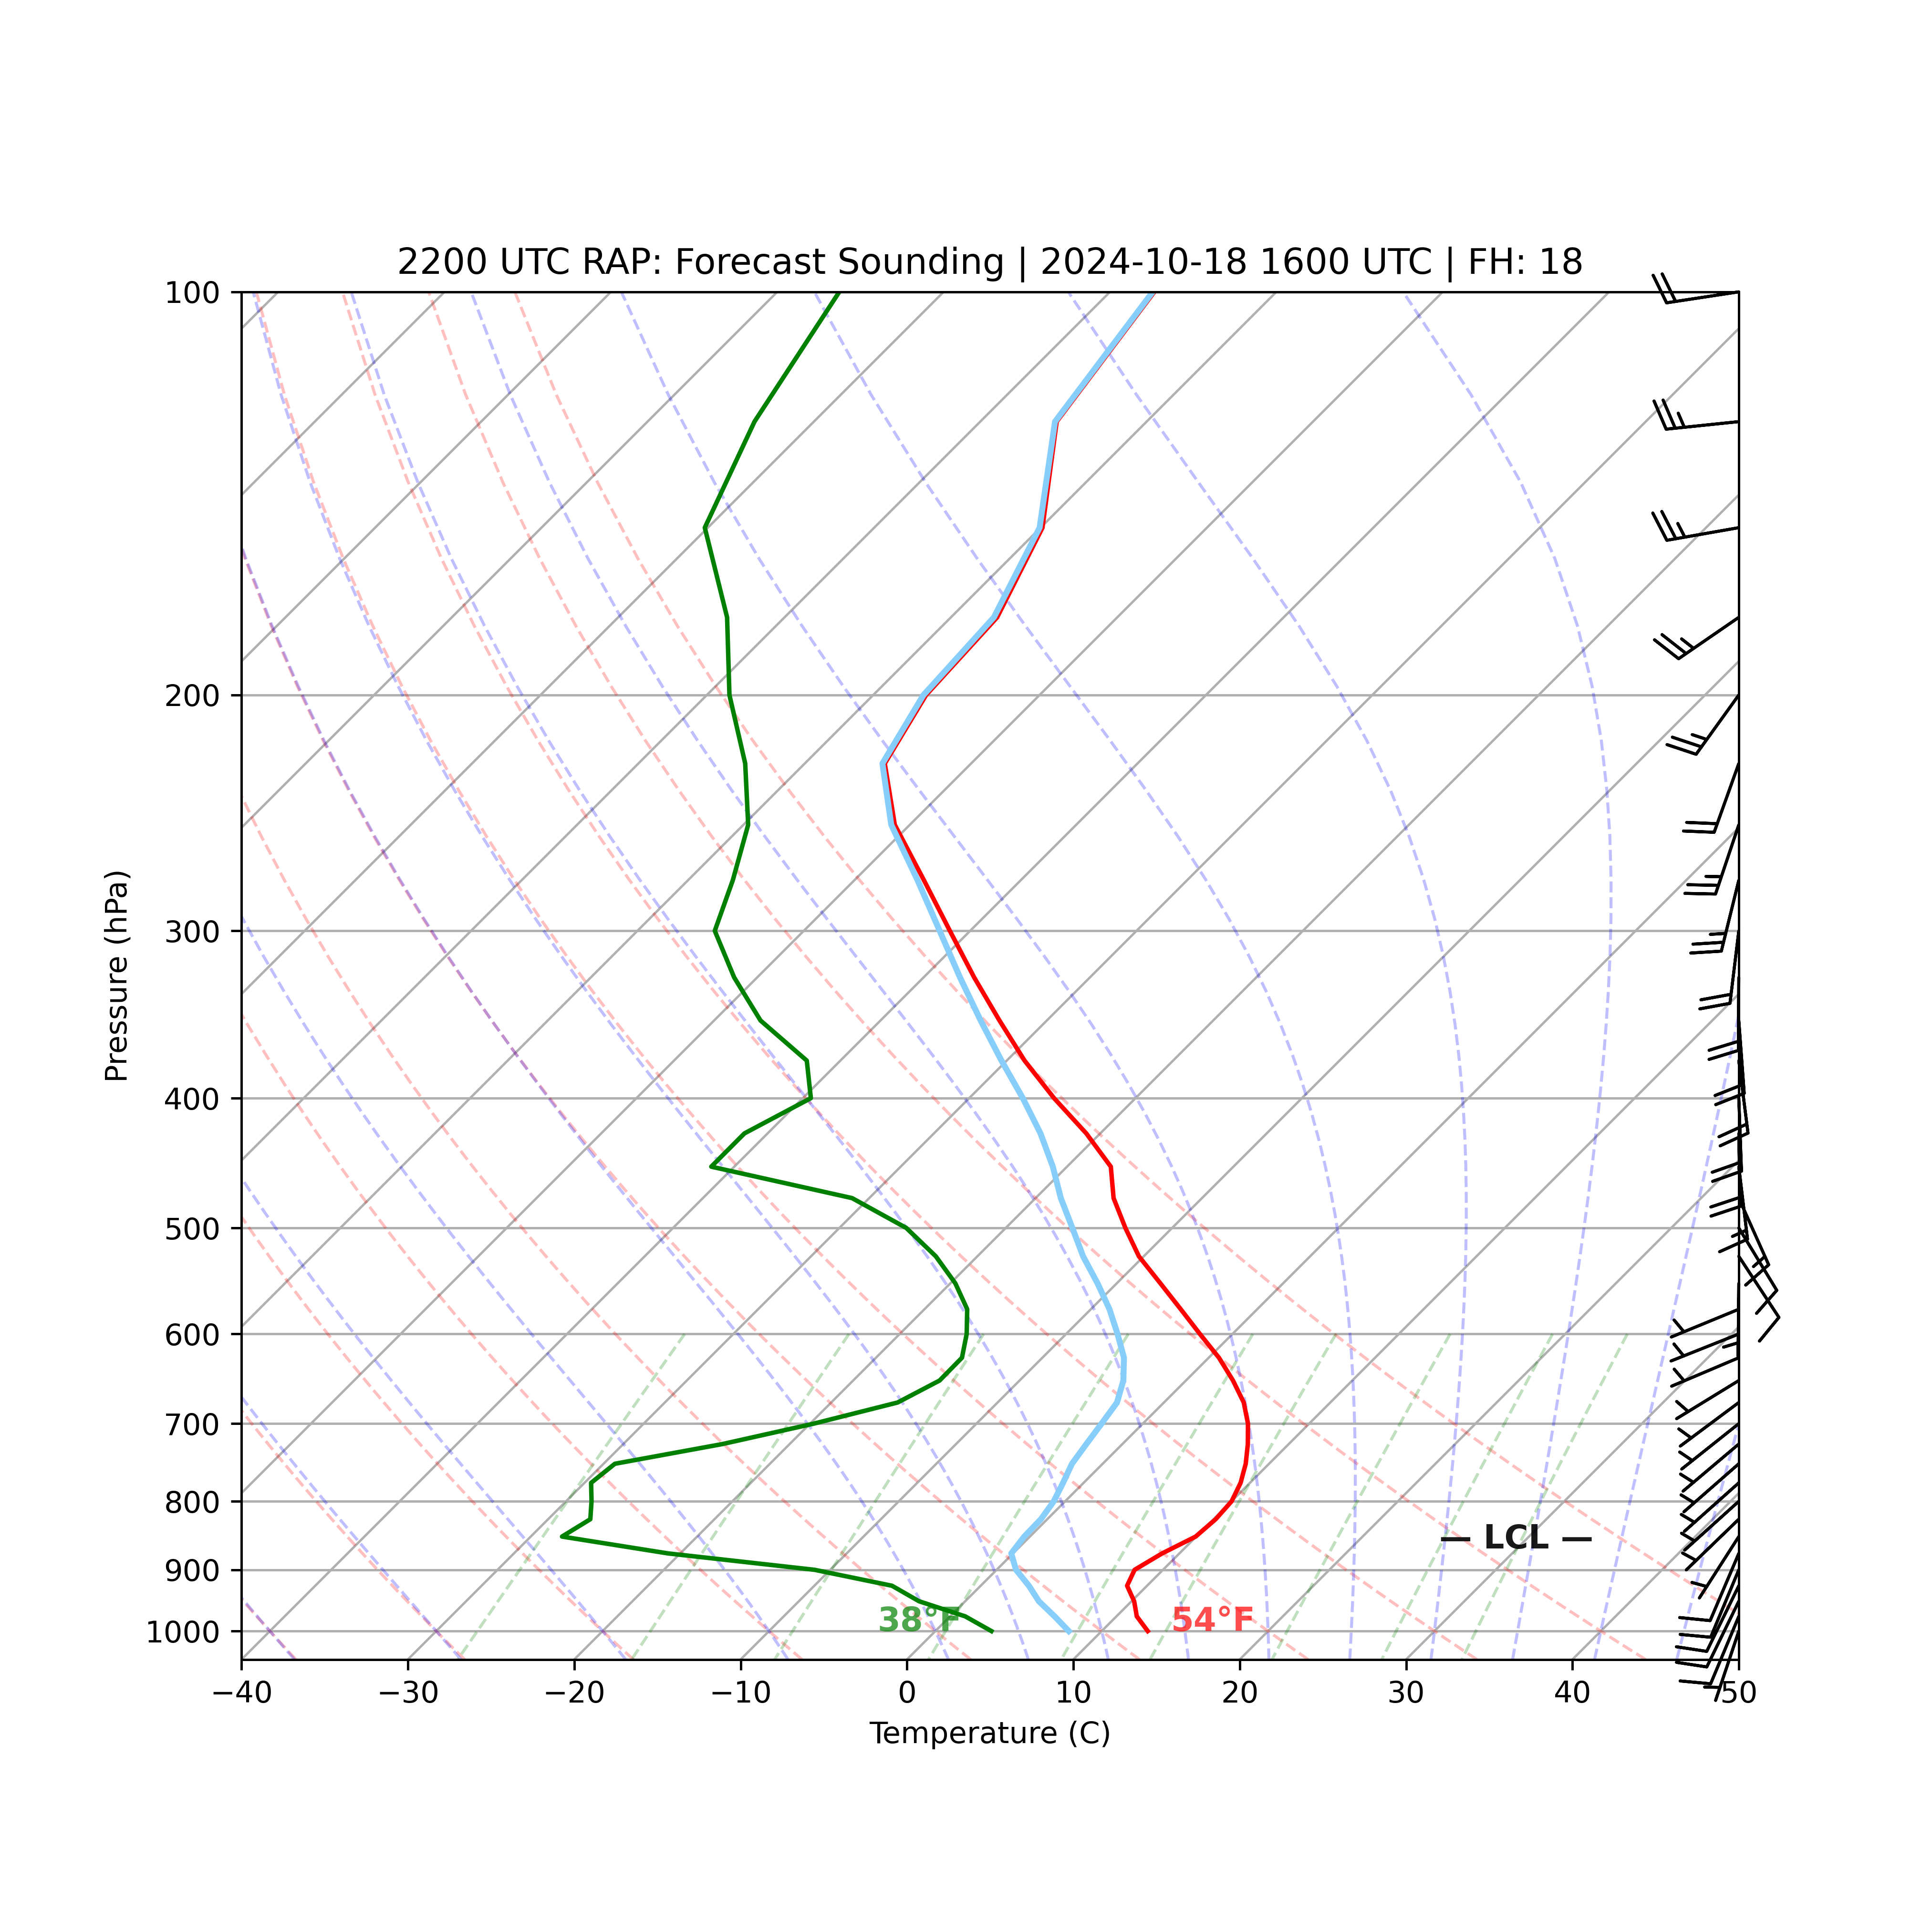 2200 UTC RAP: Forecast Sounding | 2024-10-18 1600 UTC | FH: 18
100
200
300
400
500
600
700
800
900
1000
Pressure (hPa)
— LCL —
38°F
54°F
−40 −30 −20 −10 0 10 20 30 40 50
Temperature (C)